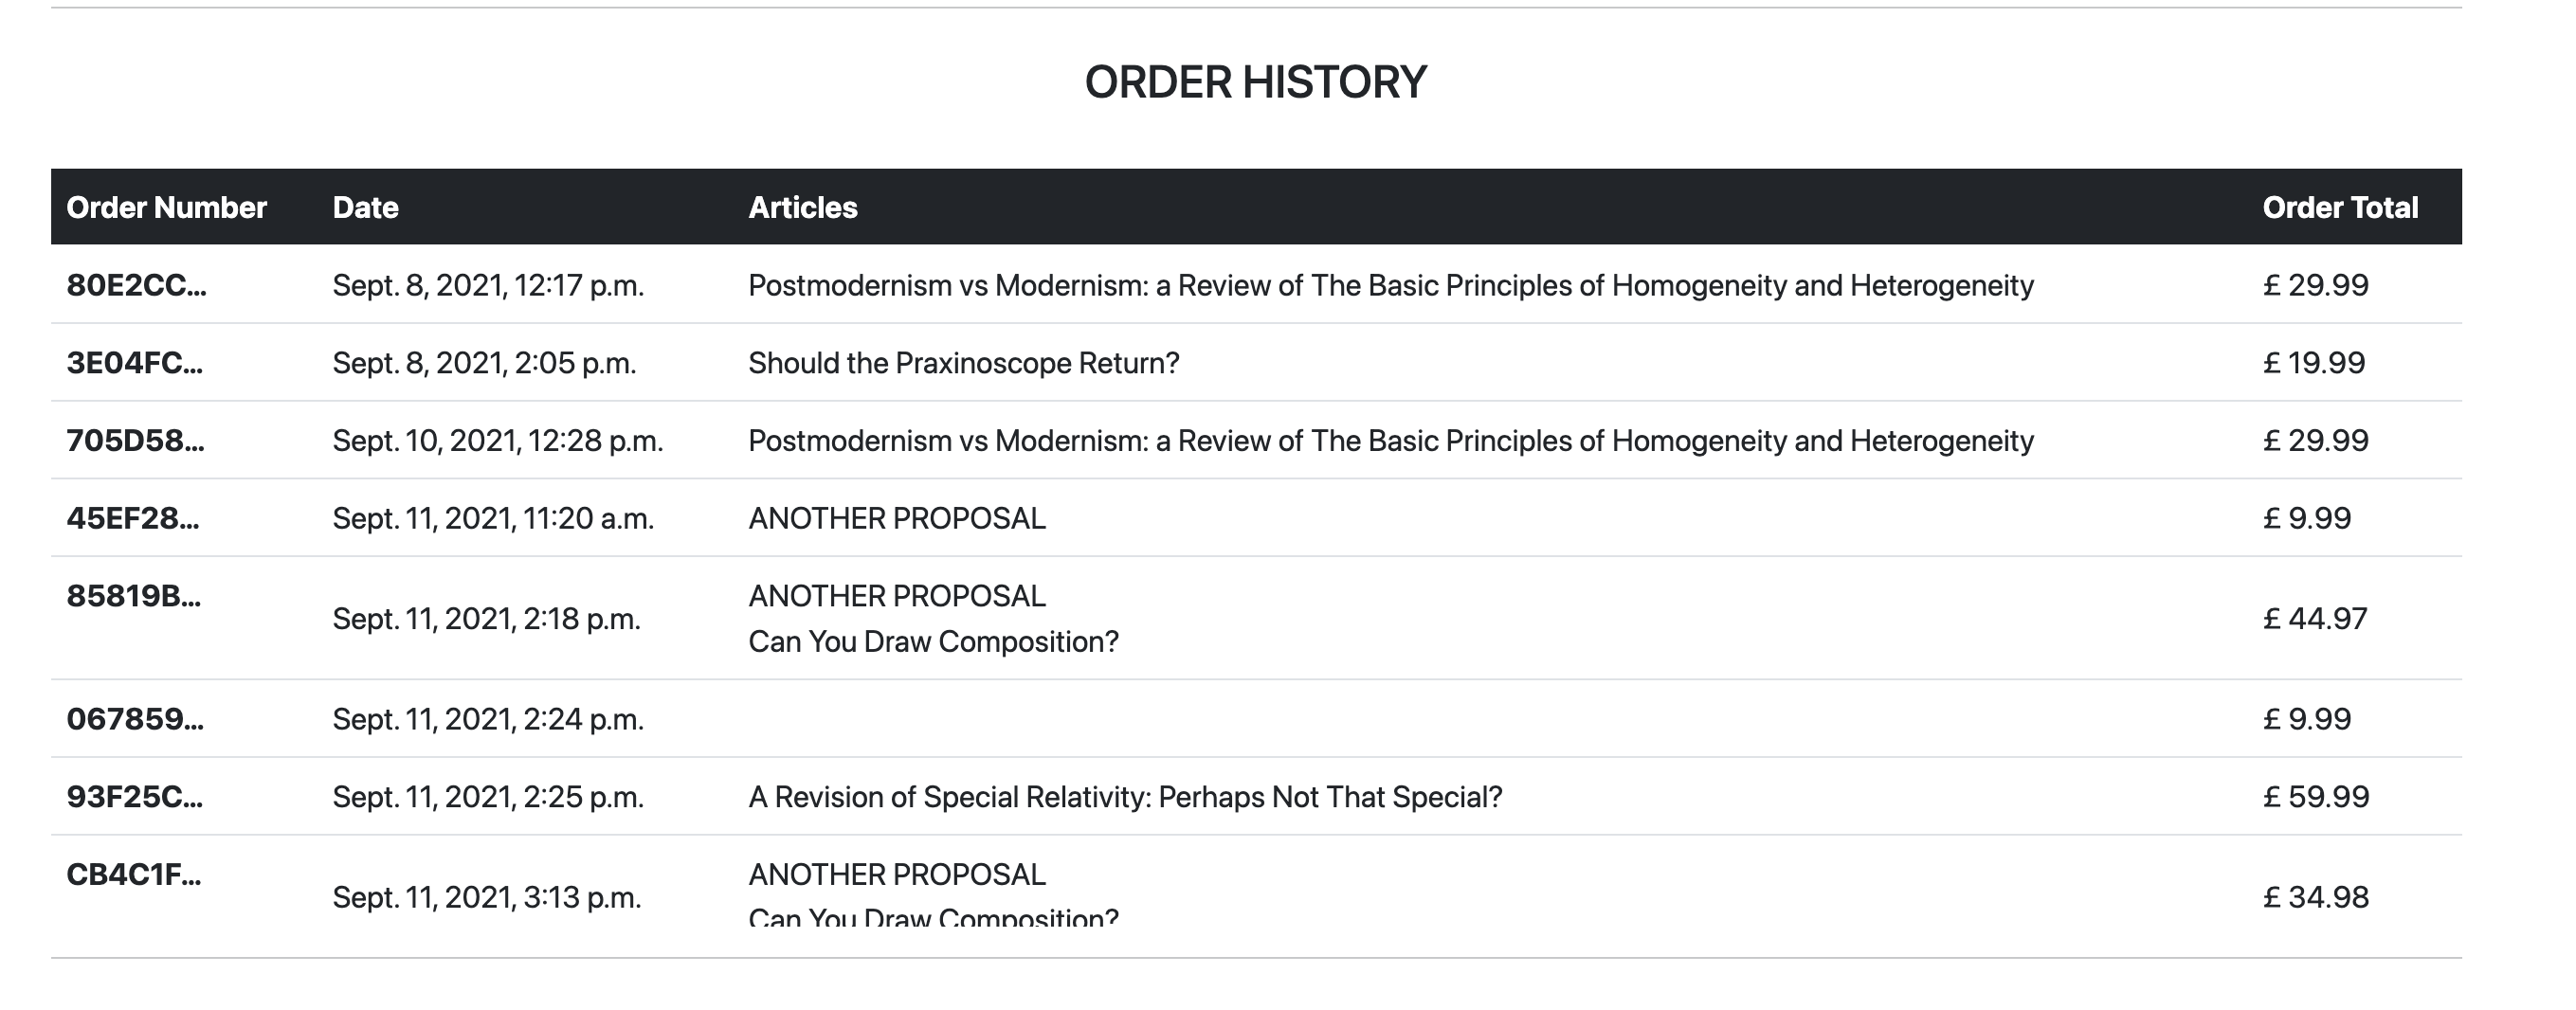 ORDER HISTORY
Order Number Date Articles Order Total
80E2CC... Sept. 8, 2021, 12:17 p.m. Postmodernism vs Modernism: a Review of The Basic Principles of Homogeneity and Heterogeneity £ 29.99
3E04FC... Sept. 8, 2021, 2:05 p.m. Should the Praxinoscope Return? £ 19.99
705D58... Sept. 10, 2021, 12:28 p.m. Postmodernism vs Modernism: a Review of The Basic Principles of Homogeneity and Heterogeneity £ 29.99
45EF28... Sept. 11, 2021, 11:20 a.m. ANOTHER PROPOSAL £ 9.99
85819B... ANOTHER PROPOSAL
Sept. 11, 2021, 2:18 p.m. £ 44.97
Can You Draw Composition?
067859... Sept. 11, 2021, 2:24 p.m. £ 9.99
93F25C... Sept. 11, 2021, 2:25 p.m. A Revision of Special Relativity: Perhaps Not That Special? £ 59.99
CB4C1F... ANOTHER PROPOSAL
Sept. 11, 2021, 3:13 p.m. £ 34.98
Can You Draw Composition?